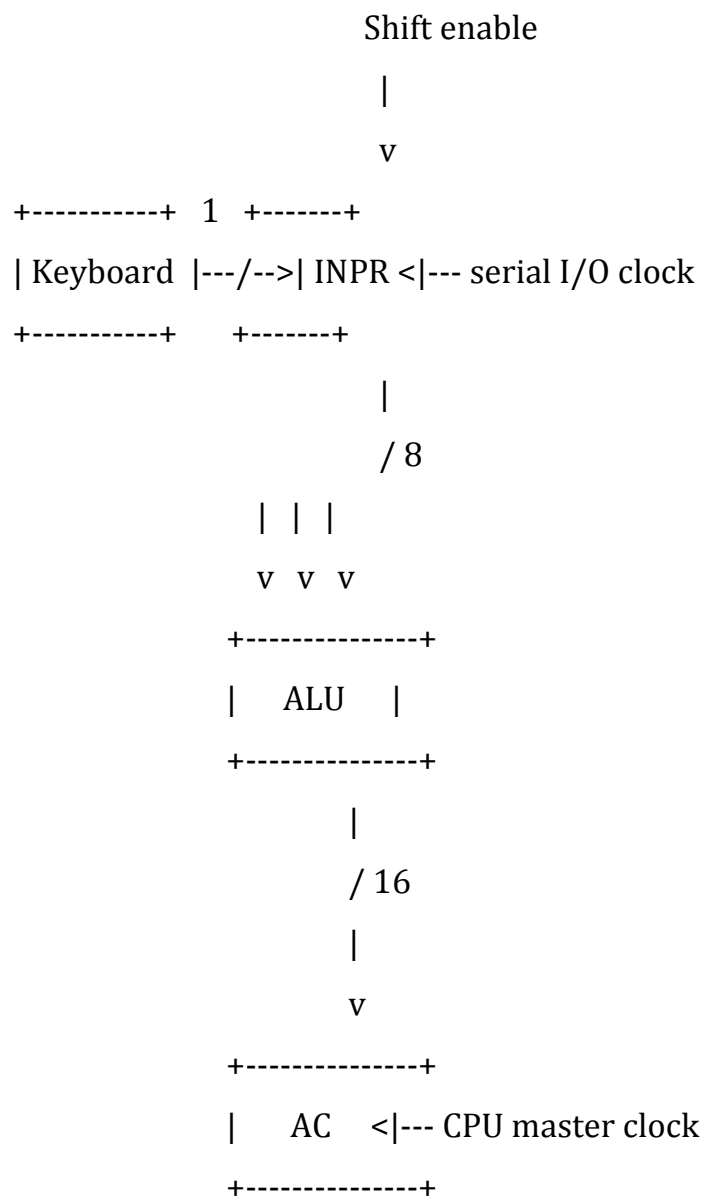 Shift enable
|
v
+-----------+ 1 +-------+
| Keyboard |---/-->| INPR <|--- serial I/O clock
+-----------+ +-------+
|
/ 8
| | |
v v v
+---------------+
| ALU |
+---------------+
|
/ 16
|
v
+---------------+
| AC <|--- CPU master clock
+---------------+